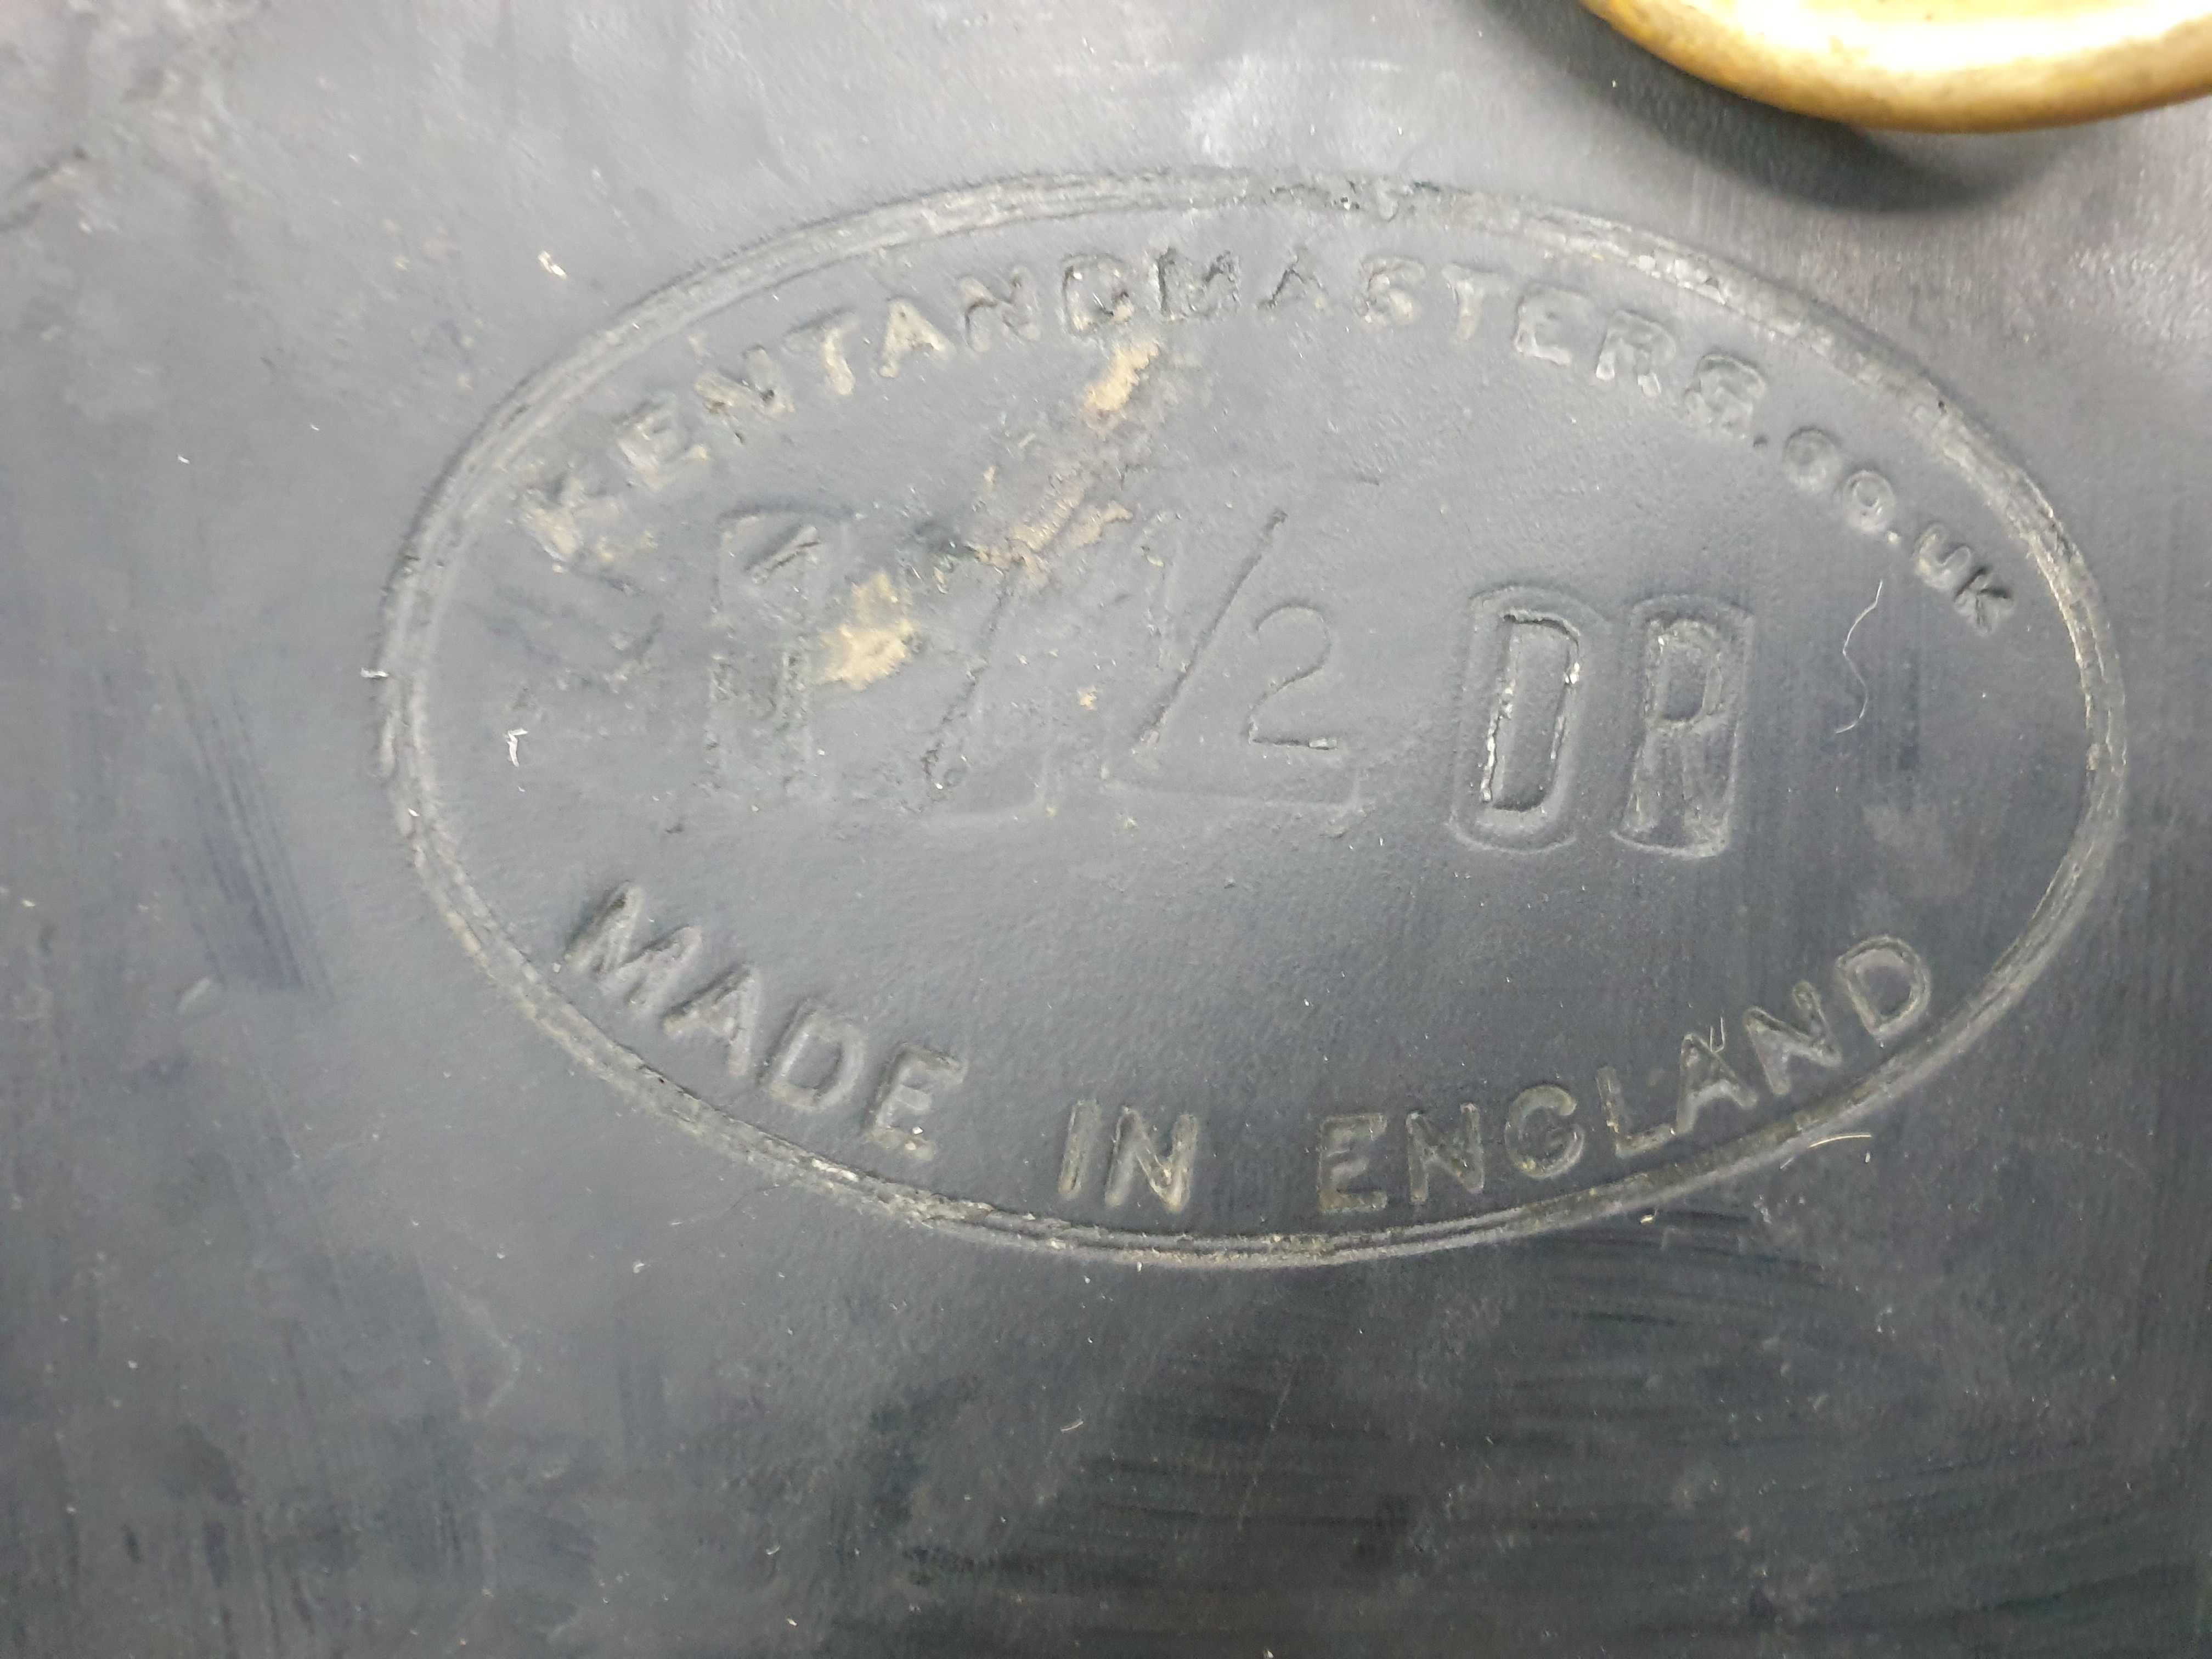 KENTANDMASTERS.CO.UK
1/2 DR
MADE IN ENGLAND